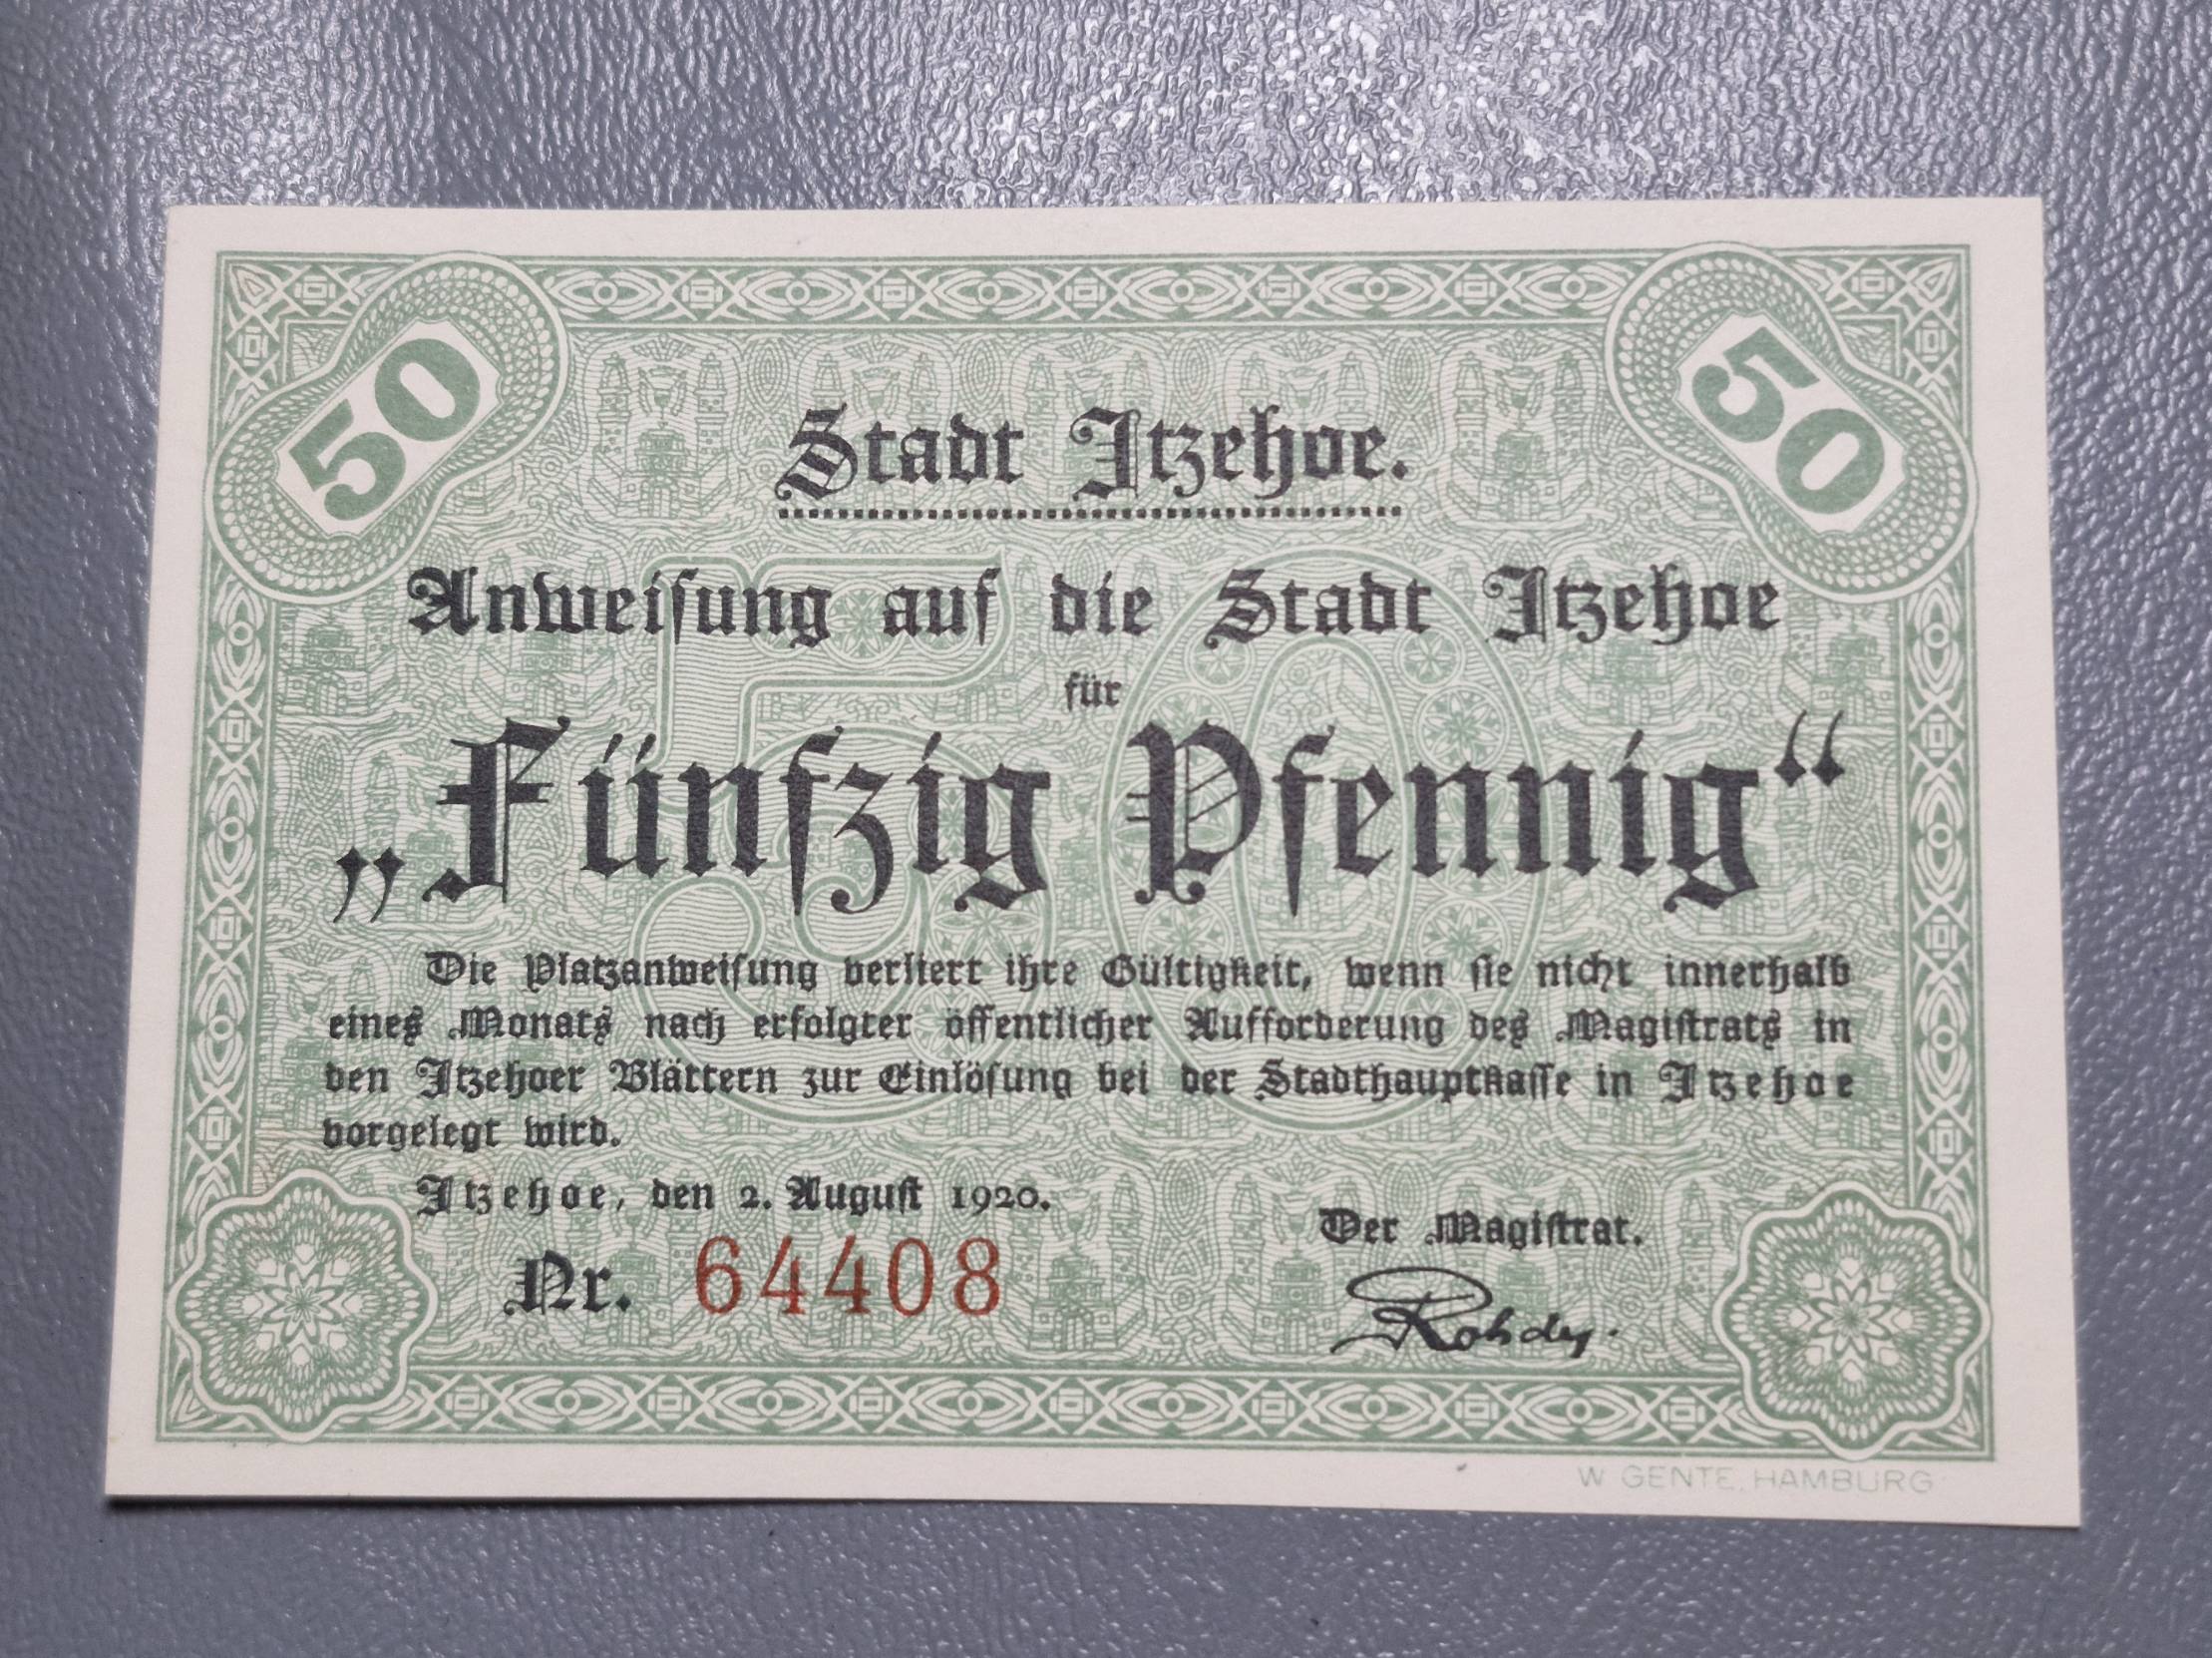 50
50
Stadt Itzehoe.
Anweisung auf die Stadt Itzehoe
für
„Fünfzig Pfennig“
Die Platzanweisung verliert ihre Gültigkeit, wenn sie nicht innerhalb
eines Monats nach erfolgter öffentlicher Aufforderung des Magistrats in
den Itzehoer Blättern zur Einlösung bei der Stadthauptkasse in Itzehoe
vorgelegt wird.
Itzehoe, den 2. August 1920.
Der Magistrat.
Nr. 64408
Rohde.
W. GENTE, HAMBURG